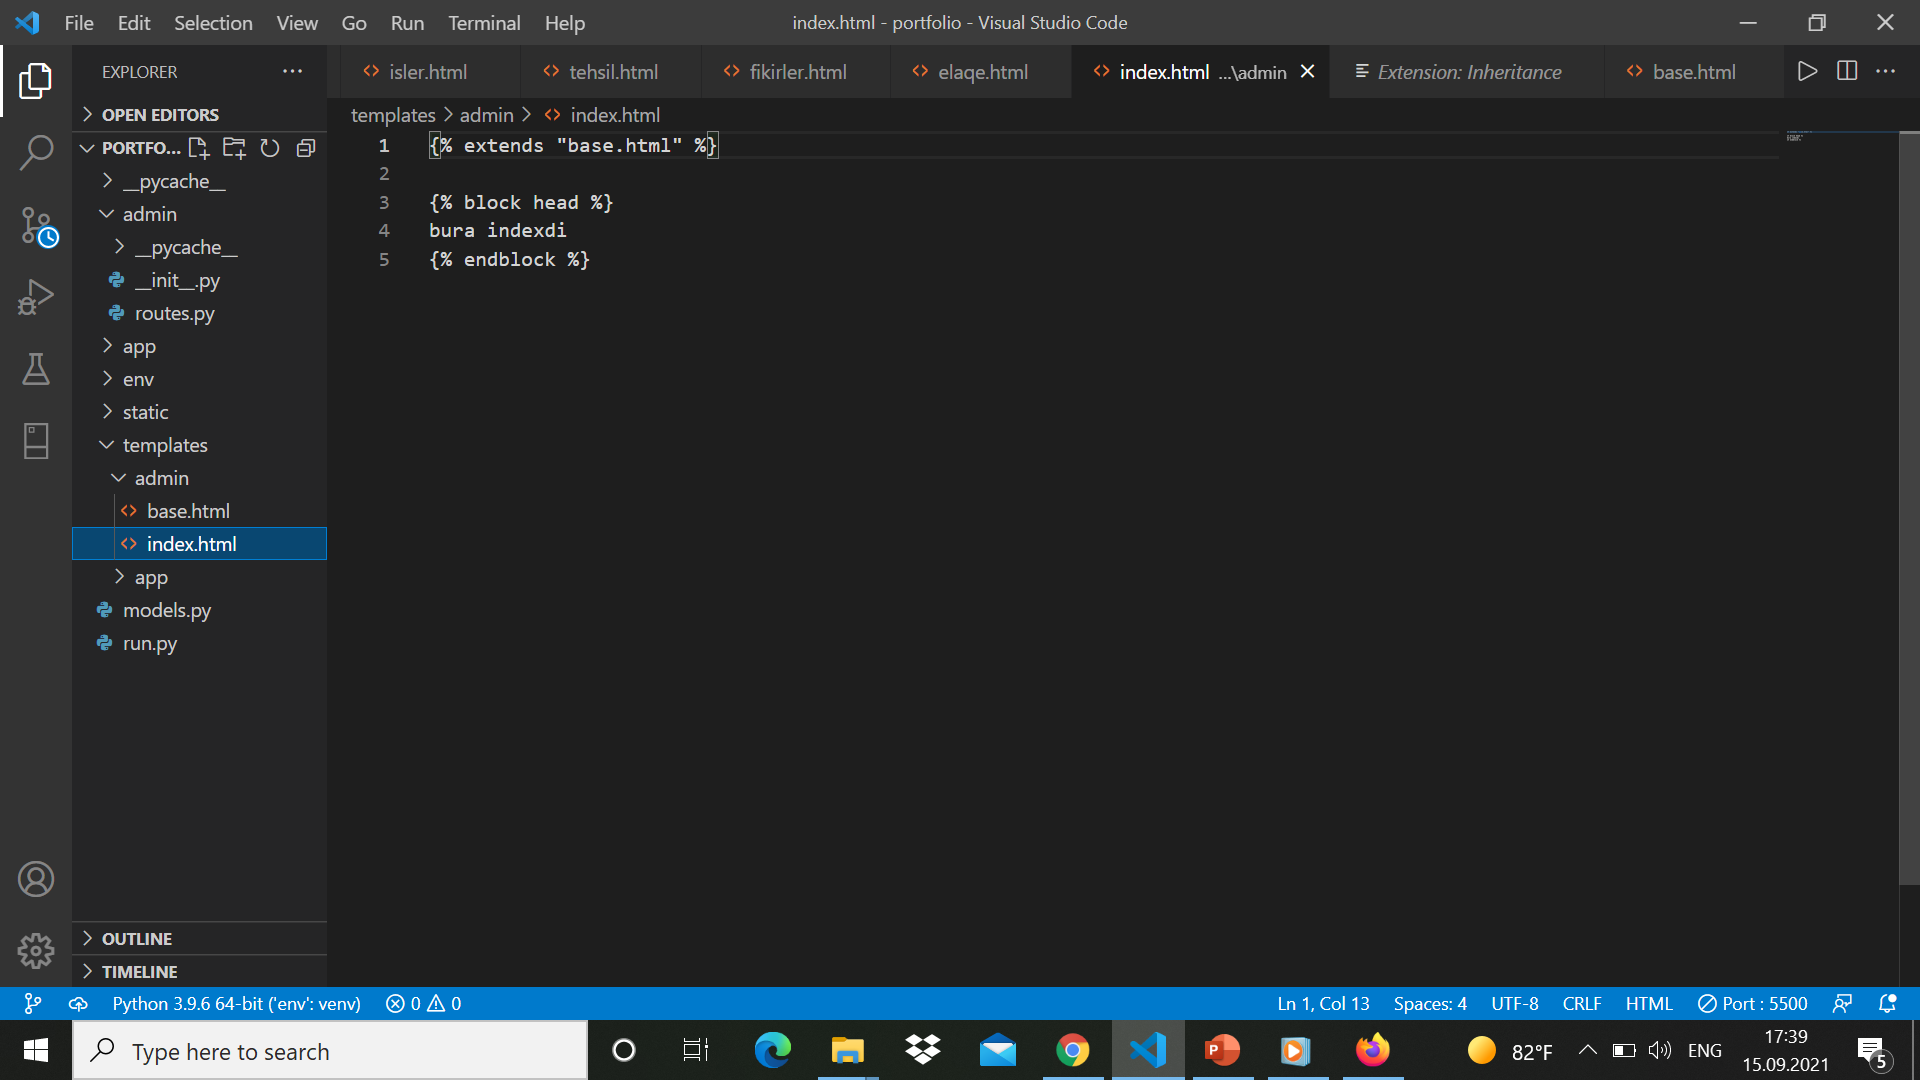 File Edit Selection View Go Run Terminal Help
index.html - portfolio - Visual Studio Code
EXPLORER
isler.html
tehsil.html
fikirler.html
elaqe.html
index.html ...\admin
Extension: Inheritance
base.html
OPEN EDITORS
templates > admin > index.html
PORTFO...
__pycache__
admin
__pycache__
__init__.py
routes.py
app
env
static
templates
admin
base.html
index.html
app
models.py
run.py
OUTLINE
TIMELINE
1 {% extends "base.html" %}
2
3 {% block head %}
4 bura indexdi
5 {% endblock %}
Python 3.9.6 64-bit ('env': venv) 0 0
Ln 1, Col 13 Spaces: 4 UTF-8 CRLF HTML Port : 5500
Type here to search
82°F
ENG
17:39
15.09.2021
5